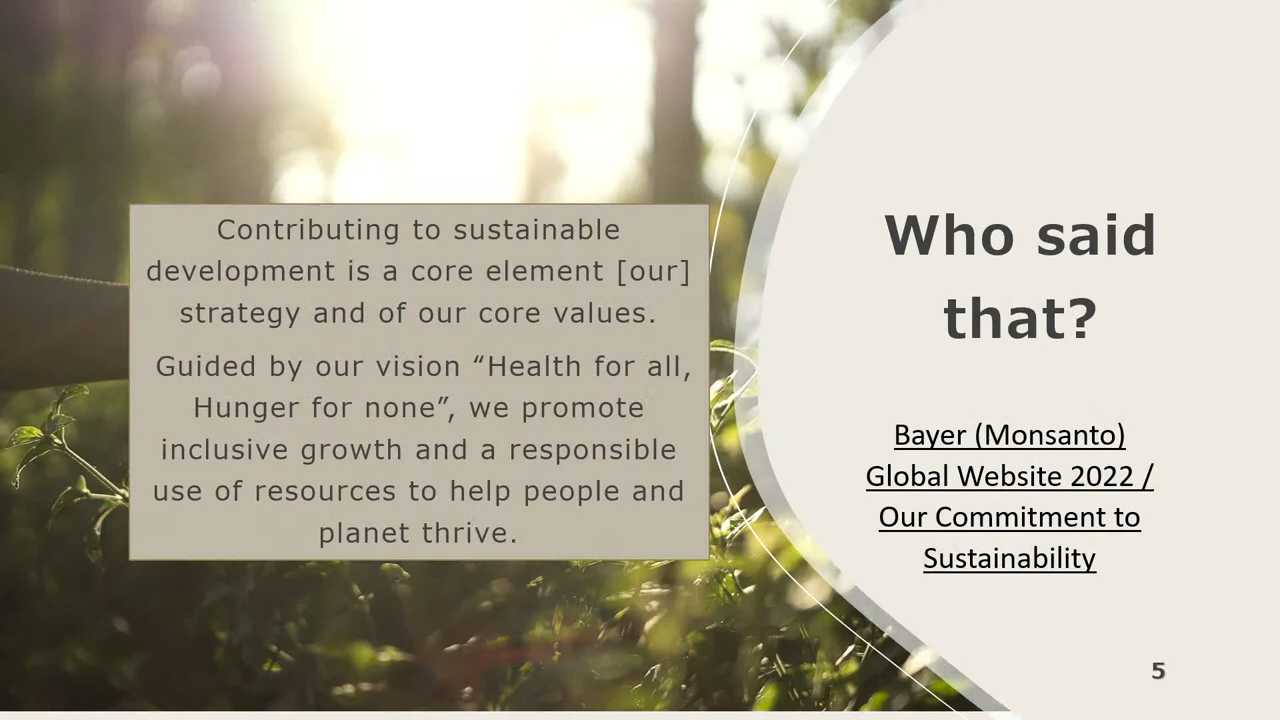 Contributing to sustainable
development is a core element [our]
strategy and of our core values.
Guided by our vision “Health for all,
Hunger for none”, we promote
inclusive growth and a responsible
use of resources to help people and
planet thrive.
Who said
that?
Bayer (Monsanto)
Global Website 2022 /
Our Commitment to
Sustainability
5